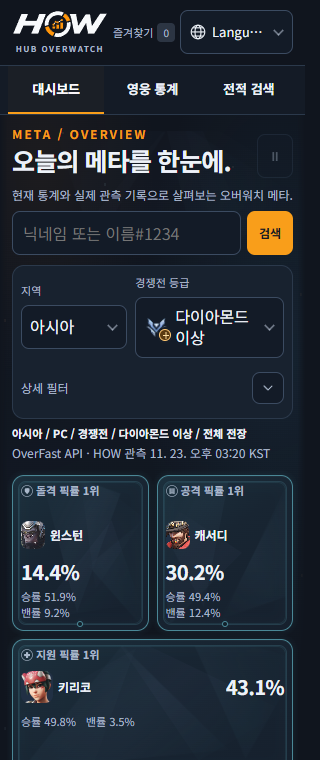 HOW
HUB OVERWATCH
즐겨찾기 0
Langu…
대시보드
영웅 통계
전적 검색
META / OVERVIEW
오늘의 메타를 한눈에.
현재 통계와 실제 관측 기록으로 살펴보는 오버워치 메타.
닉네임 또는 이름#1234
검색
지역
아시아
경쟁전 등급
다이아몬드
이상
상세 필터
아시아 / PC / 경쟁전 / 다이아몬드 이상 / 전체 전장
OverFast API · HOW 관측 11. 23. 오후 03:20 KST
돌격 픽률 1위
윈스턴
14.4%
승률 51.9%
밴률 9.2%
공격 픽률 1위
캐서디
30.2%
승률 49.4%
밴률 12.4%
지원 픽률 1위
키리코
43.1%
승률 49.8% 밴률 3.5%